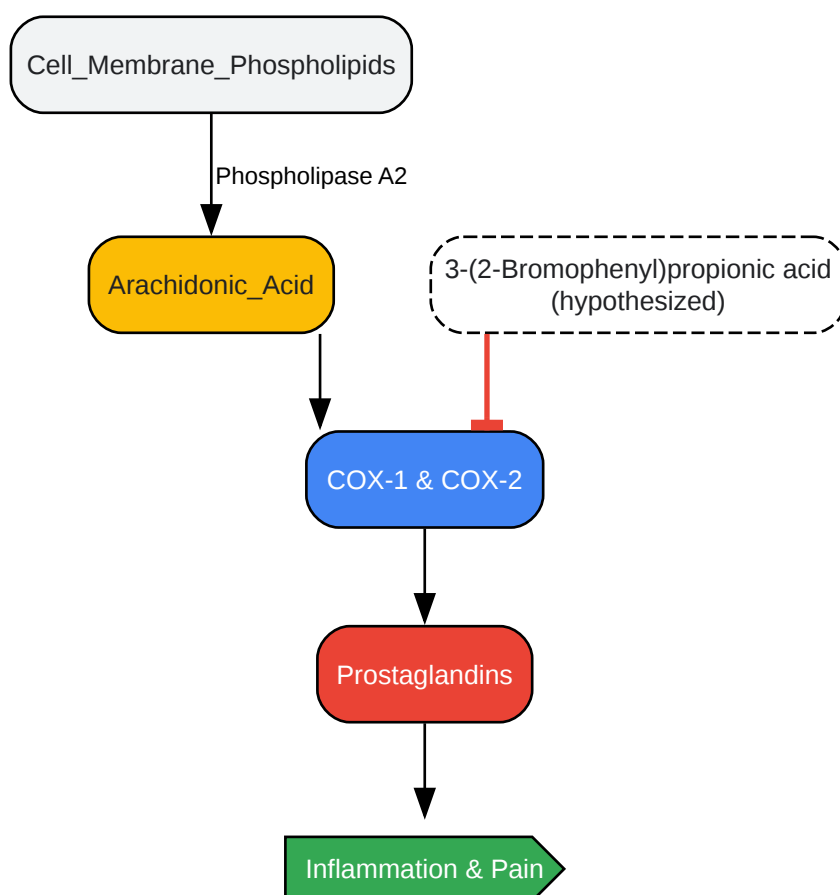 Cell_Membrane_Phospholipids
Phospholipase A2
Arachidonic_Acid
3-(2-Bromophenyl)propionic acid
(hypothesized)
COX-1 & COX-2
Prostaglandins
Inflammation & Pain